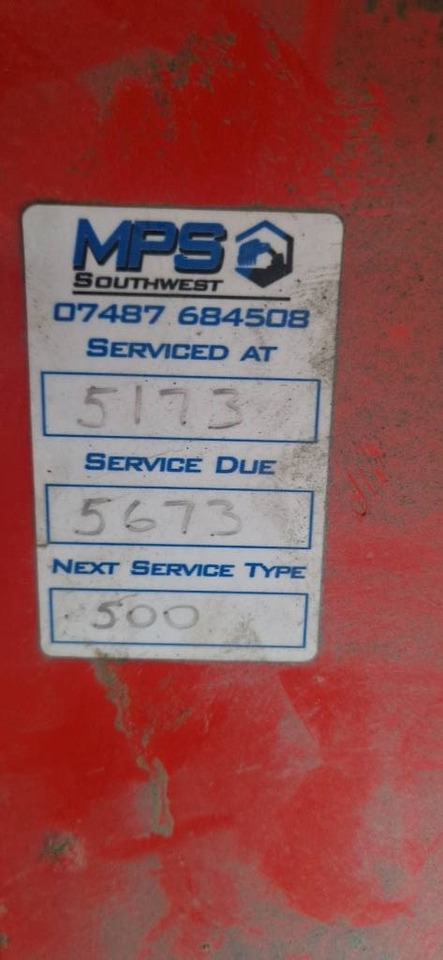 MPS
SOUTHWEST
07487 684508
SERVICED AT
5173
SERVICE DUE
5673
NEXT SERVICE TYPE
500